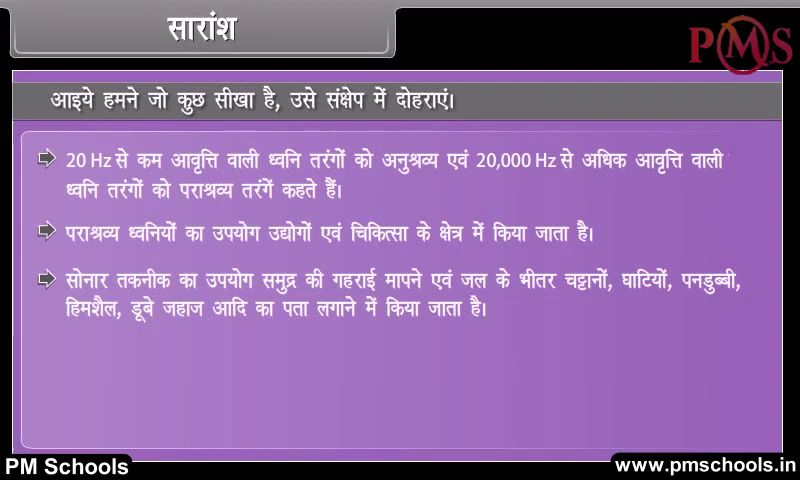 सारांश
PMS
आइये हमने जो कुछ सीखा है, उसे संक्षेप में दोहराएं।
20 Hz से कम आवृत्ति वाली ध्वनि तरंगों को अनुश्रव्य एवं 20,000 Hz से अधिक आवृत्ति वाली
ध्वनि तरंगों को पराश्रव्य तरंगें कहते हैं।
पराश्रव्य ध्वनियों का उपयोग उद्योगों एवं चिकित्सा के क्षेत्र में किया जाता है।
सोनार तकनीक का उपयोग समुद्र की गहराई मापने एवं जल के भीतर चट्टानों, घाटियों, पनडुब्बी,
हिमशैल, डूबे जहाज आदि का पता लगाने में किया जाता है।
PM Schools
www.pmschools.in